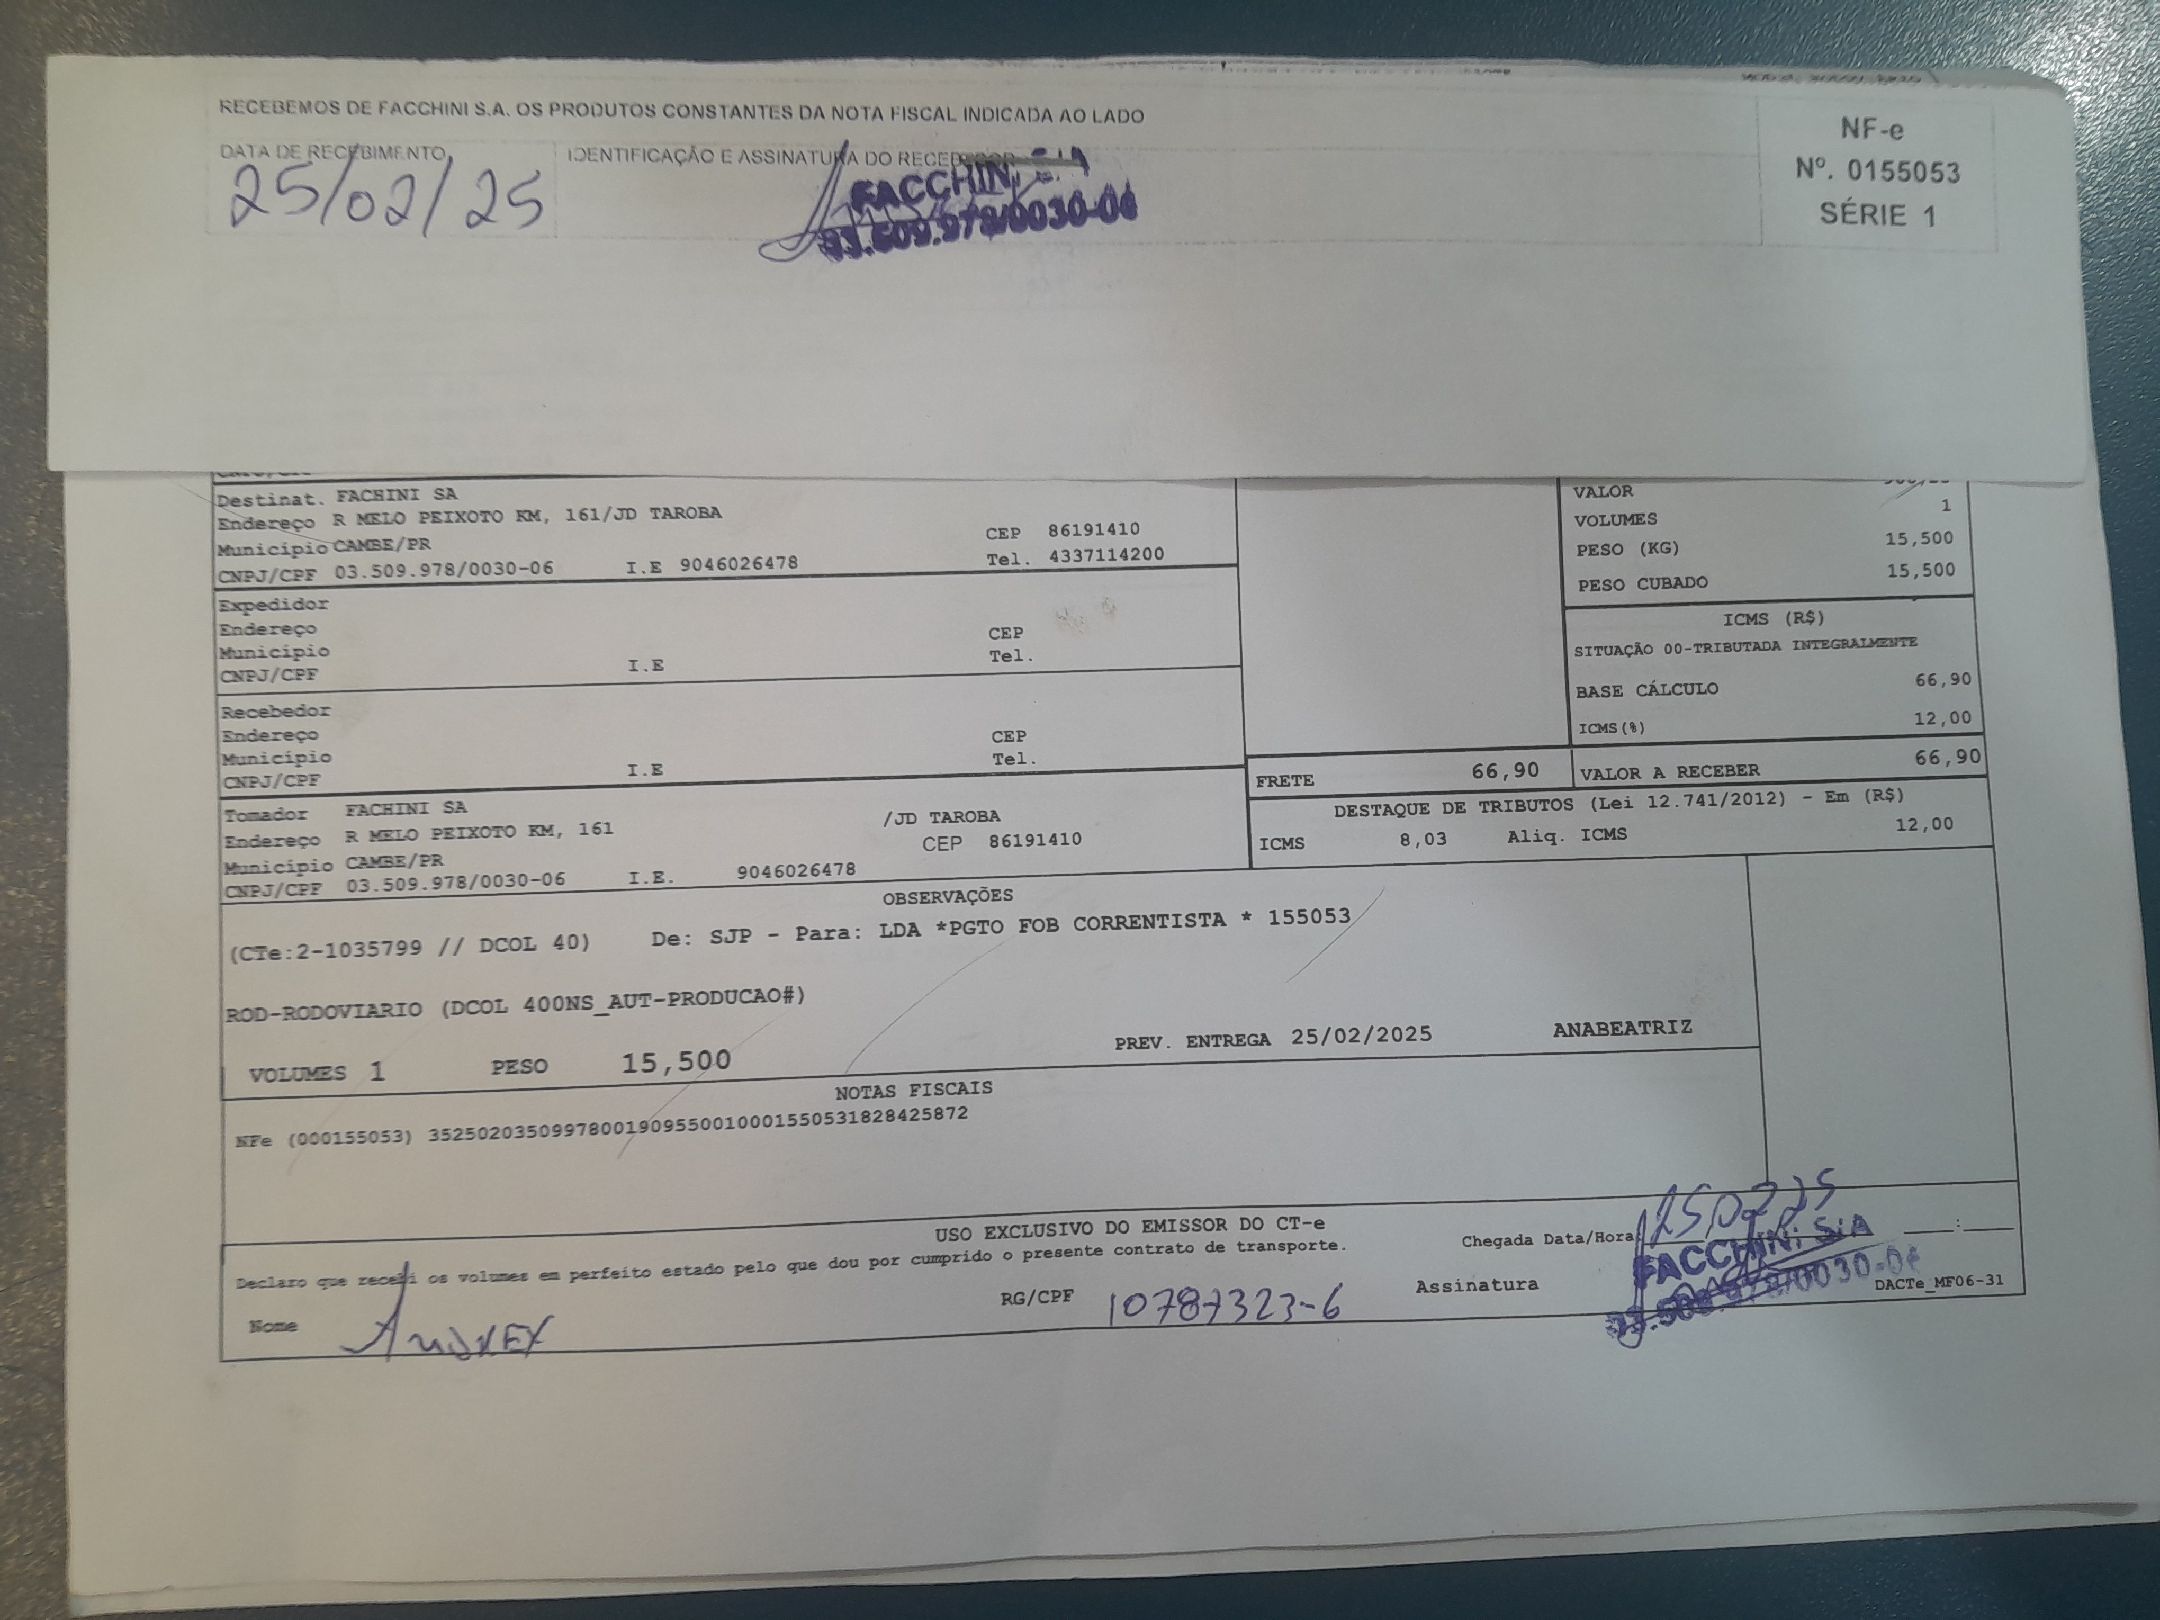 RECEBEMOS DE FACCHINI S.A. OS PRODUTOS CONSTANTES DA NOTA FISCAL INDICADA AO LADO
DATA DE RECEBIMENTO
25/02/25
IDENTIFICAÇÃO E ASSINATURA DO RECEBEDOR
FACCHINI S/A
03.509.978/0030-06
NF-e
Nº. 0155053
SÉRIE 1
Destinat. FACHINI SA
Endereço R MELO PEIXOTO KM, 161/JD TAROBA
CEP 86191410
Município CAMBE/PR
Tel. 4337114200
CNPJ/CPF 03.509.978/0030-06 I.E 9046026478
VALOR
VOLUMES 1
PESO (KG) 15,500
PESO CUBADO 15,500
Expedidor
Endereço
CEP
Município
Tel.
CNPJ/CPF I.E
ICMS (R$)
SITUAÇÃO 00-TRIBUTADA INTEGRALMENTE
BASE CÁLCULO 66,90
ICMS(%) 12,00
Recebedor
Endereço
CEP
Município
Tel.
CNPJ/CPF I.E
FRETE 66,90 VALOR A RECEBER 66,90
Tomador FACHINI SA
Endereço R MELO PEIXOTO KM, 161 /JD TAROBA
Município CAMBE/PR CEP 86191410
CNPJ/CPF 03.509.978/0030-06 I.E. 9046026478
DESTAQUE DE TRIBUTOS (Lei 12.741/2012) - Em (R$)
ICMS 8,03 Aliq. ICMS 12,00
OBSERVAÇÕES
(CTe:2-1035799 // DCOL 40) De: SJP - Para: LDA *PGTO FOB CORRENTISTA * 155053
ROD-RODOVIARIO (DCOL 400NS_AUT-PRODUCAO#)
VOLUMES 1 PESO 15,500 PREV. ENTREGA 25/02/2025 ANABEATRIZ
NOTAS FISCAIS
NFe (000155053) 35250203509978001909550010001550531828425872
USO EXCLUSIVO DO EMISSOR DO CT-e
Declaro que recebi os volumes em perfeito estado pelo que dou por cumprido o presente contrato de transporte.
Chegada Data/Hora 250225 __:__
Nome
RG/CPF 10787323-6
Assinatura
FACCHINI S/A
DACTe_MF06-31